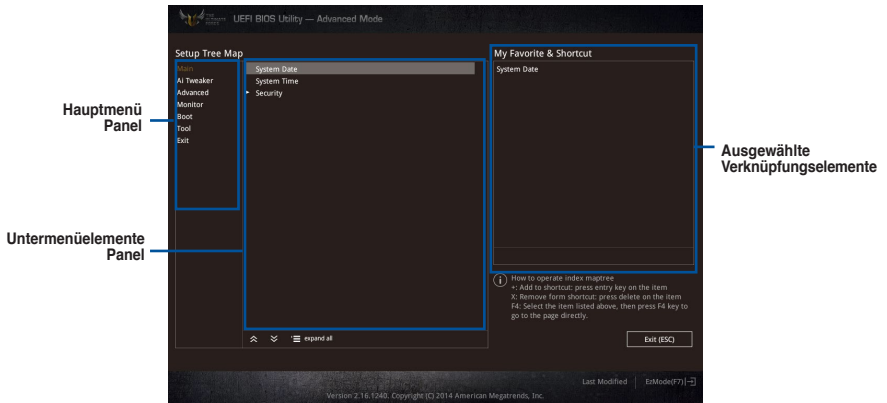 THE ULTIMATE FORCE
UEFI BIOS Utility — Advanced Mode
Setup Tree Map
My Favorite & Shortcut
Main
Ai Tweaker
Advanced
Monitor
Boot
Tool
Exit
System Date
System Time
Security
System Date
Hauptmenü
Panel
Untermenüelemente
Panel
Ausgewählte
Verknüpfungselemente
How to operate index maptree
+: Add to shortcut: press entry key on the item
X: Remove form shortcut: press delete on the item
F4: Select the item listed above, then press F4 key to
go to the page directly.
expand all
Exit (ESC)
Last Modified
EzMode(F7)
Version 2.16.1240. Copyright (C) 2014 American Megatrends, Inc.